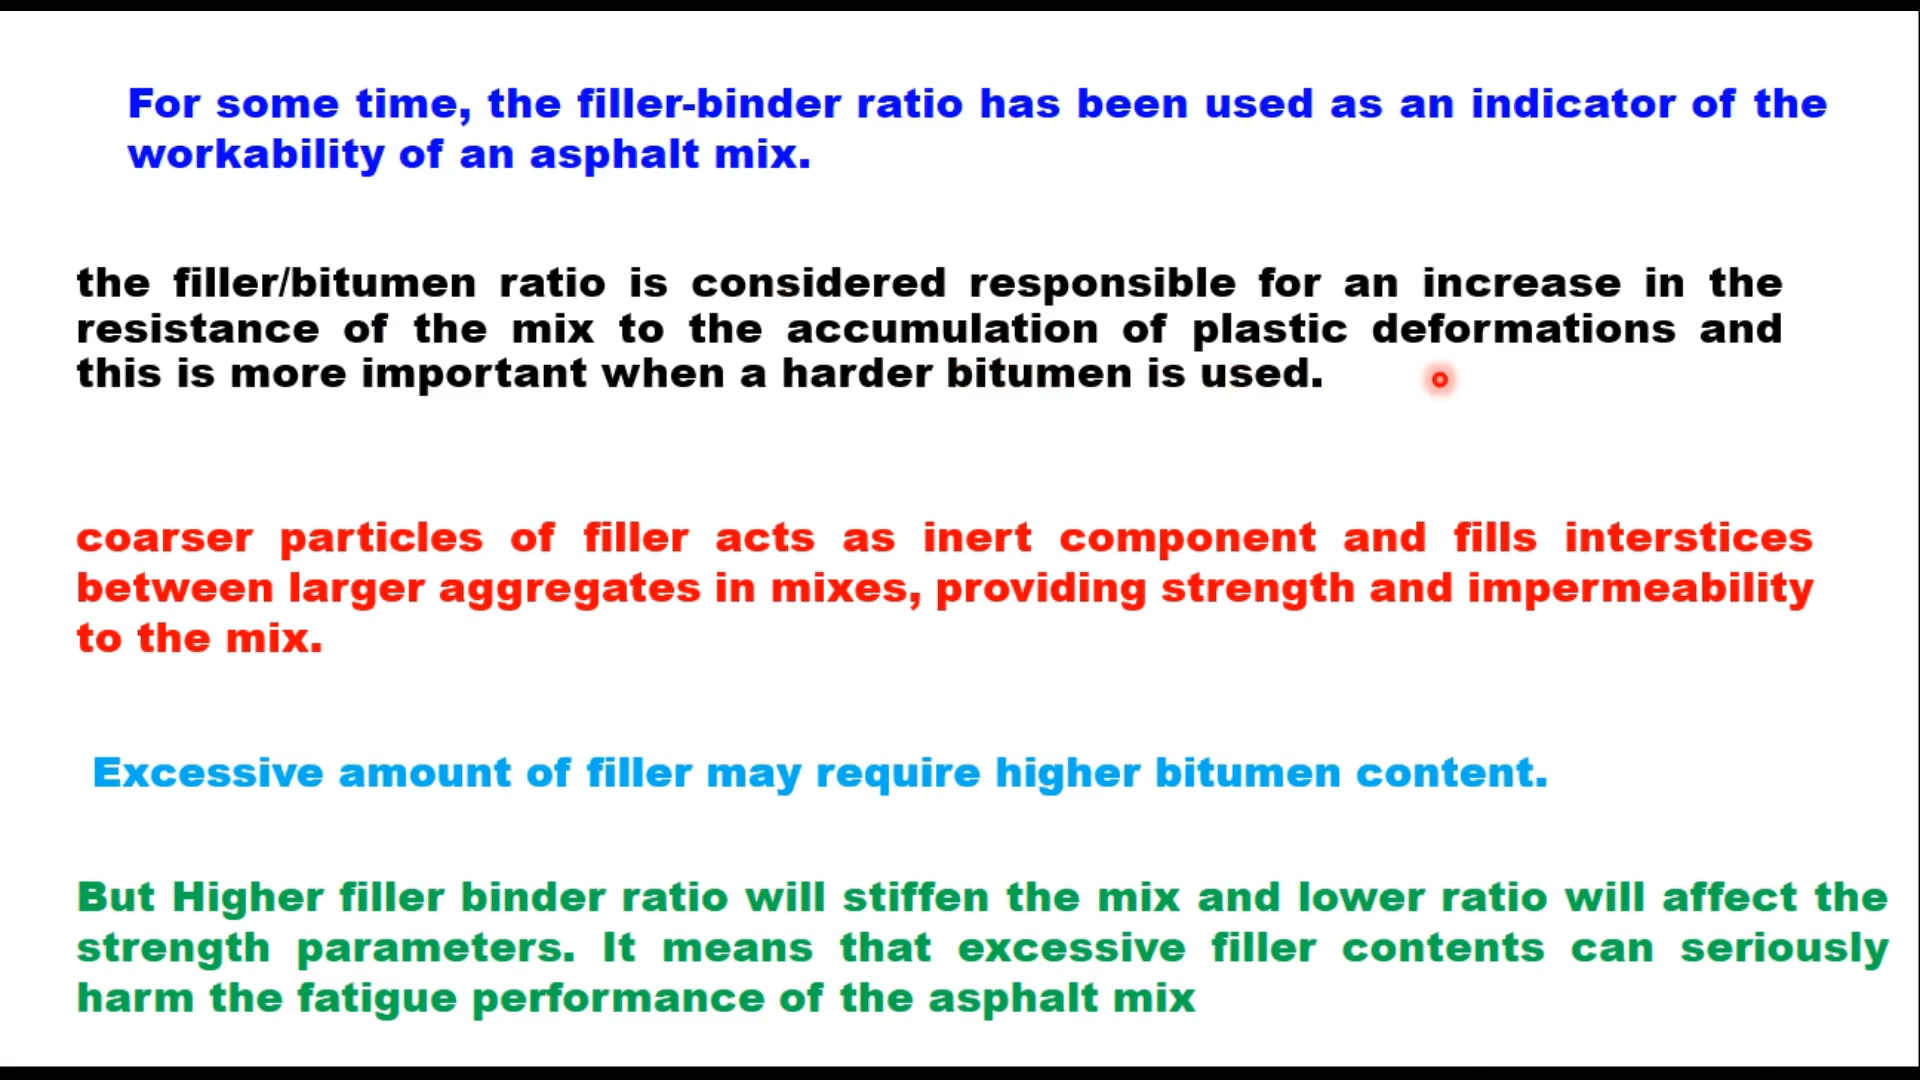 For some time, the filler-binder ratio has been used as an indicator of the
workability of an asphalt mix.
the filler/bitumen ratio is considered responsible for an increase in the
resistance of the mix to the accumulation of plastic deformations and
this is more important when a harder bitumen is used.
coarser particles of filler acts as inert component and fills interstices
between larger aggregates in mixes, providing strength and impermeability
to the mix.
Excessive amount of filler may require higher bitumen content.
But Higher filler binder ratio will stiffen the mix and lower ratio will affect the
strength parameters. It means that excessive filler contents can seriously
harm the fatigue performance of the asphalt mix